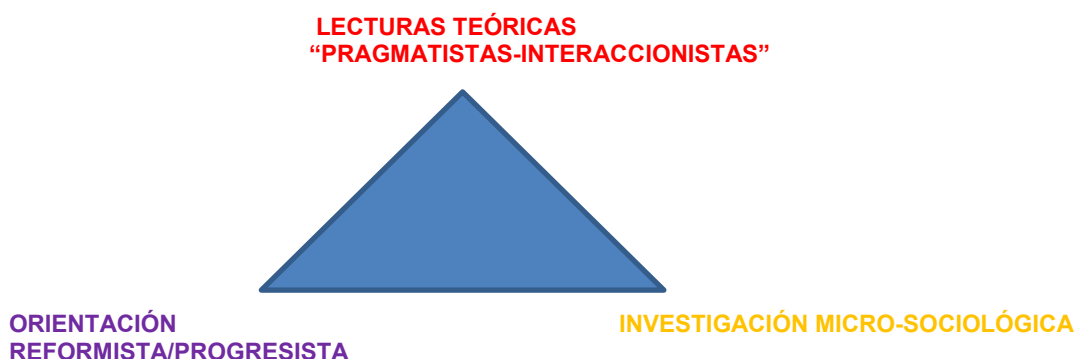 LECTURAS TEÓRICAS
“PRAGMATISTAS-INTERACCIONISTAS”
ORIENTACIÓN
REFORMISTA/PROGRESISTA
INVESTIGACIÓN MICRO-SOCIOLÓGICA